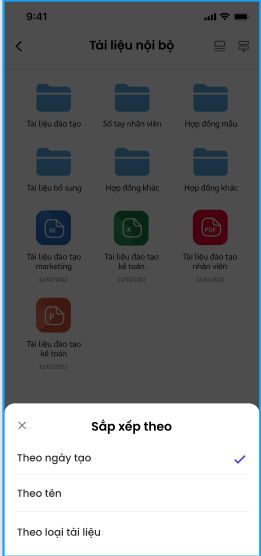 9:41
Tài liệu nội bộ
Tài liệu đào tạo
Sổ tay nhân viên
Hợp đồng mẫu
Tài liệu bổ sung
Hợp đồng khác
Hợp đồng khác
W
X
PDF
Tài liệu đào tạo
marketing
12/02/2022
Tài liệu đào tạo
kế toán
12/02/2022
Tài liệu đào tạo
nhân viên
12/02/2022
P
Tài liệu đào tạo
kế toán
12/02/2022
Sắp xếp theo
Theo ngày tạo
Theo tên
Theo loại tài liệu